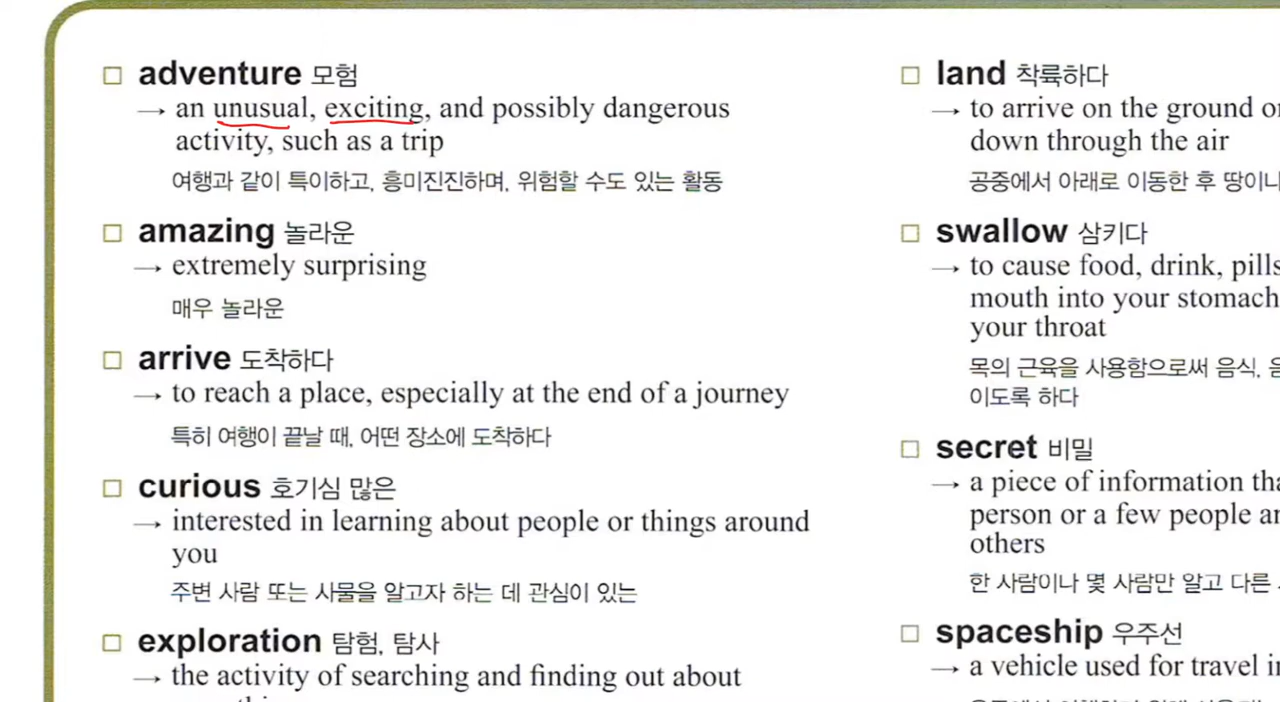 □ adventure 모험
→ an unusual, exciting, and possibly dangerous
activity, such as a trip
여행과 같이 특이하고, 흥미진진하며, 위험할 수도 있는 활동
□ amazing 놀라운
→ extremely surprising
매우 놀라운
□ arrive 도착하다
→ to reach a place, especially at the end of a journey
특히 여행이 끝날 때, 어떤 장소에 도착하다
□ curious 호기심 많은
→ interested in learning about people or things around
you
주변 사람 또는 사물을 알고자 하는 데 관심이 있는
□ exploration 탐험, 탐사
→ the activity of searching and finding out about
□ land 착륙하다
→ to arrive on the ground or
down through the air
공중에서 아래로 이동한 후 땅이나
□ swallow 삼키다
→ to cause food, drink, pills
mouth into your stomach
your throat
목의 근육을 사용함으로써 음식,
이도록 하다
□ secret 비밀
→ a piece of information
person or a few people
others
한 사람이나 몇 사람만 알고 다른
□ spaceship 우주선
→ a vehicle used for travel